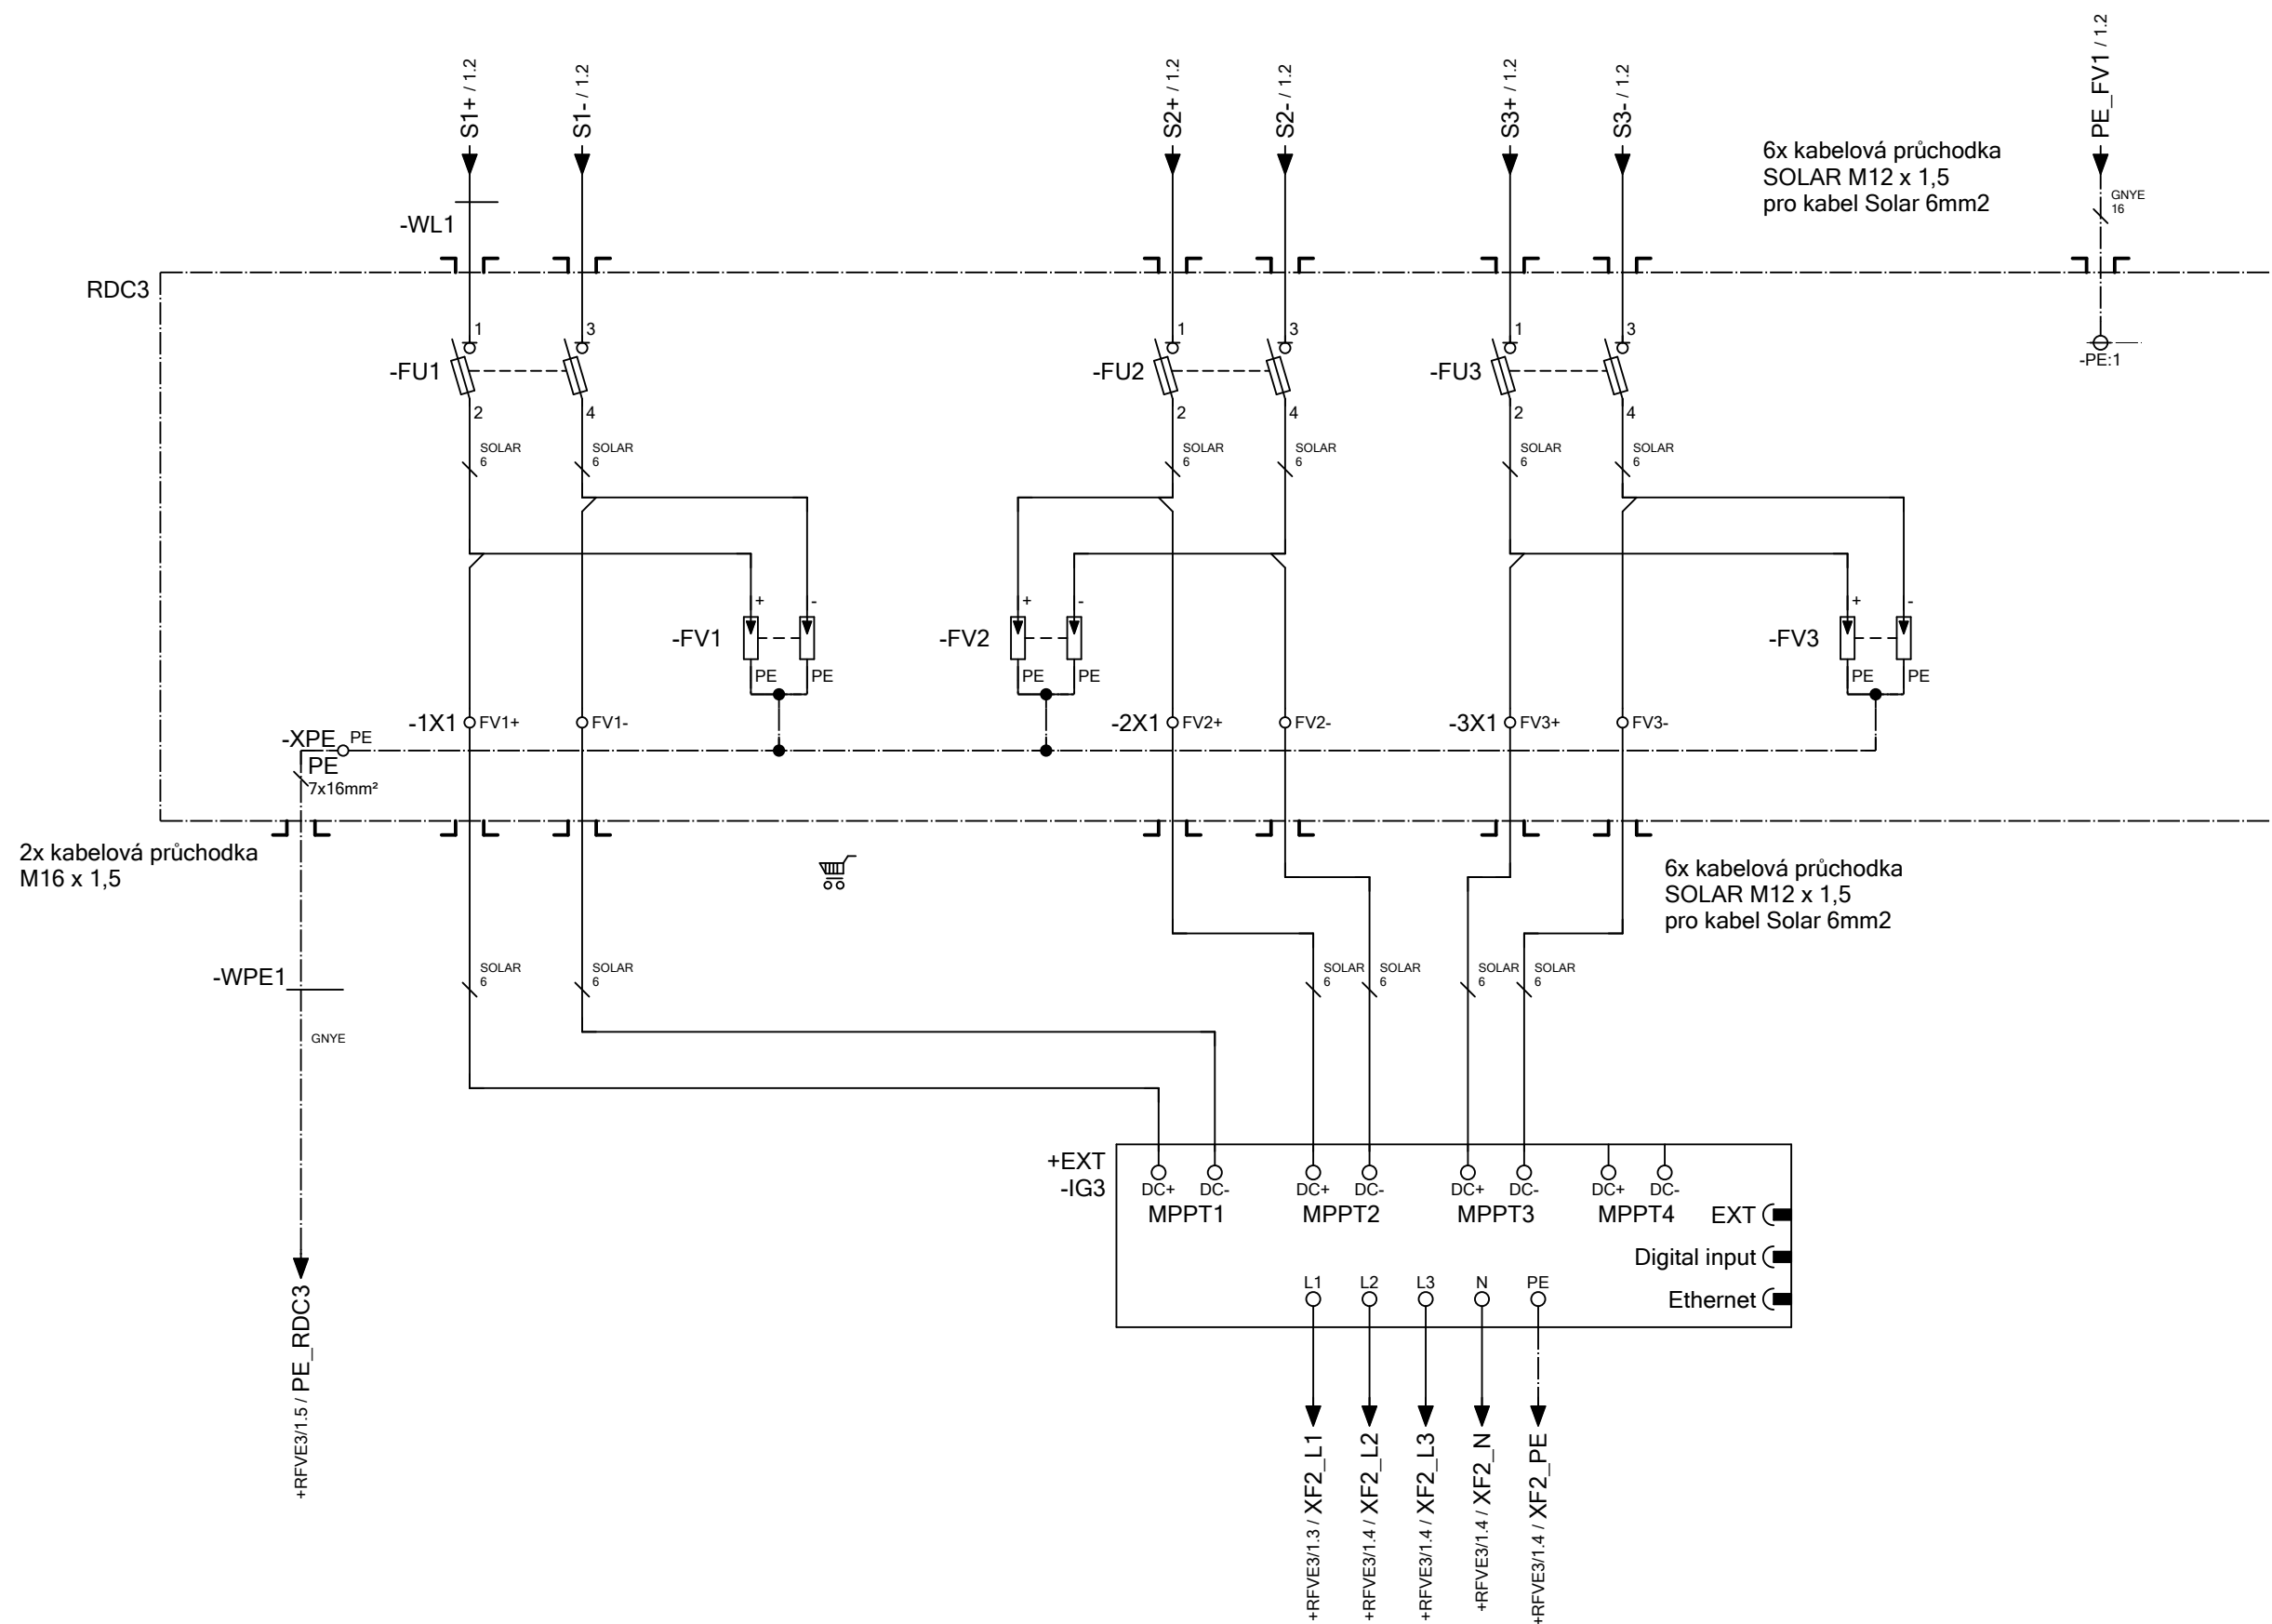 S1+ / 1.2
S1- / 1.2
S2+ / 1.2
S2- / 1.2
S3+ / 1.2
S3- / 1.2
PE_FV1 / 1.2
6x kabelová průchodka
SOLAR M12 x 1,5
pro kabel Solar 6mm2
GNYE
16
-WL1
RDC3
1
3
1
3
1
3
-FU1
-FU2
-FU3
-PE:1
2
4
2
4
2
4
SOLAR
6
SOLAR
6
SOLAR
6
SOLAR
6
SOLAR
6
SOLAR
6
+
-
+
-
+
-
-FV1
-FV2
-FV3
PE
PE
PE
PE
PE
PE
-1X1
FV1+
FV1-
-2X1
FV2+
FV2-
-3X1
FV3+
FV3-
-XPE
PE
PE
7x16mm²
2x kabelová průchodka
M16 x 1,5
6x kabelová průchodka
SOLAR M12 x 1,5
pro kabel Solar 6mm2
-WPE1
SOLAR
6
SOLAR
6
SOLAR
6
SOLAR
6
SOLAR
6
SOLAR
6
GNYE
+EXT
-IG3
DC+
DC-
DC+
DC-
DC+
DC-
DC+
DC-
MPPT1
MPPT2
MPPT3
MPPT4
EXT
Digital input
Ethernet
L1
L2
L3
N
PE
+RFVE3/1.5 / PE_RDC3
+RFVE3/1.3 / XF2_L1
+RFVE3/1.4 / XF2_L2
+RFVE3/1.4 / XF2_L3
+RFVE3/1.4 / XF2_N
+RFVE3/1.4 / XF2_PE